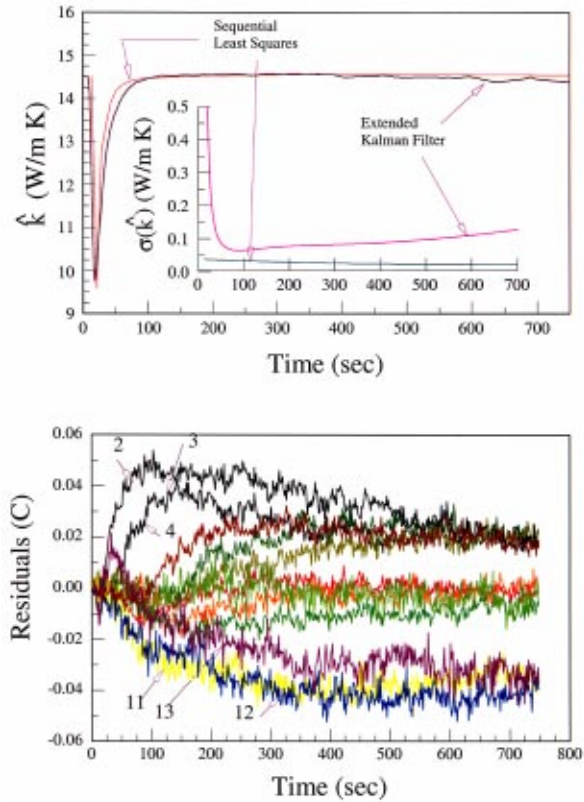 Sequential
Least Squares
Extended
Kalman Filter
k̂ (W/m K)
16
15
14
13
12
11
10
9
σ(k̂) (W/m K)
0.5
0.4
0.3
0.2
0.1
0.0
0 100 200 300 400 500 600 700
0 100 200 300 400 500 600 700
Time (sec)
Residuals (C)
0.06
0.04
0.02
0.00
-0.02
-0.04
-0.06
2
3
4
11
13
12
0 100 200 300 400 500 600 700 800
Time (sec)